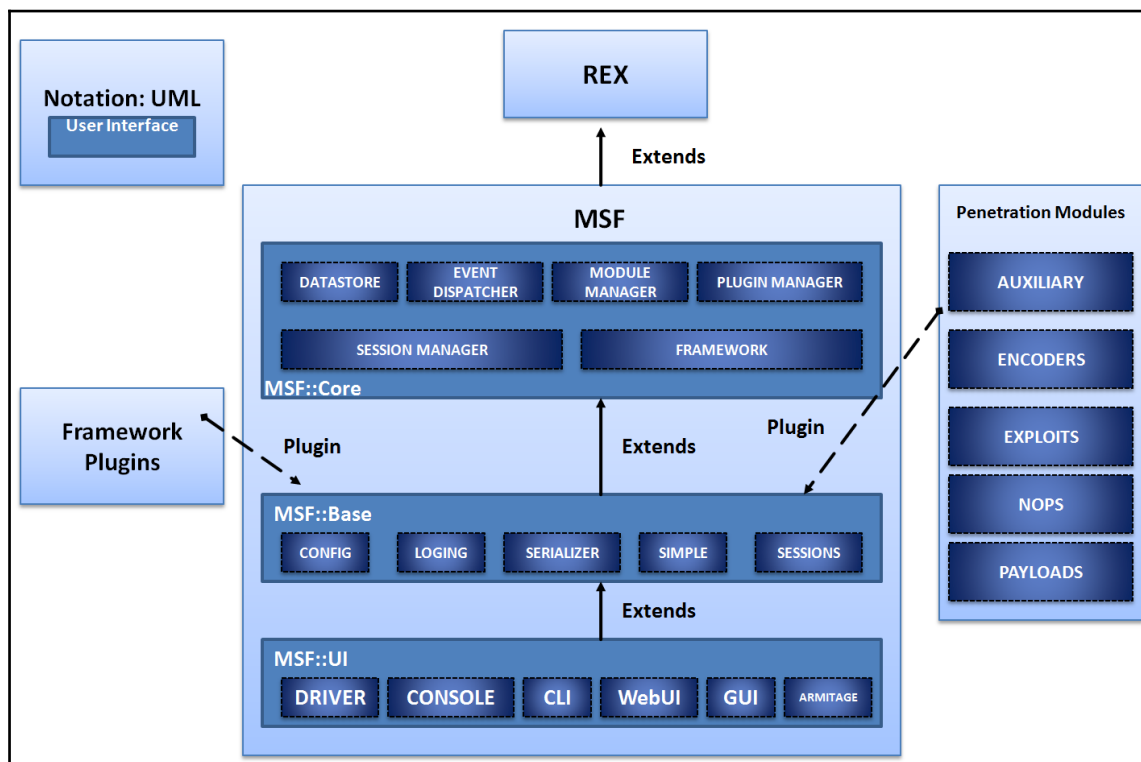 Notation: UML
User Interface
REX
Extends
MSF
DATASTORE
EVENT
DISPATCHER
MODULE
MANAGER
PLUGIN MANAGER
SESSION MANAGER
FRAMEWORK
MSF::Core
Penetration Modules
AUXILIARY
ENCODERS
EXPLOITS
NOPS
PAYLOADS
Framework
Plugins
Plugin
Extends
Plugin
MSF::Base
CONFIG
LOGING
SERIALIZER
SIMPLE
SESSIONS
Extends
MSF::UI
DRIVER
CONSOLE
CLI
WebUI
GUI
ARMITAGE